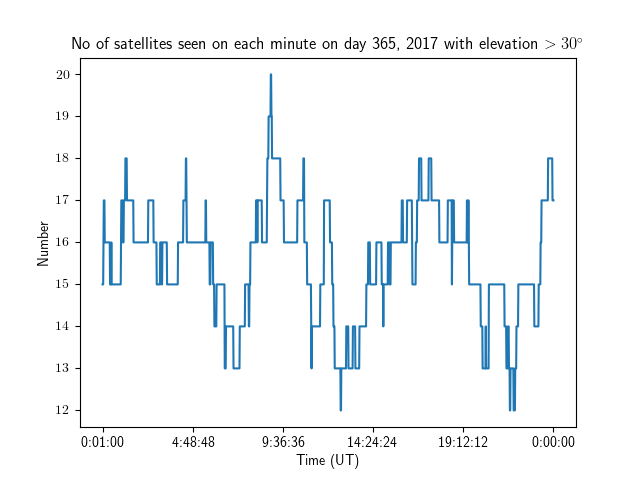 No of satellites seen on each minute on day 365, 2017 with elevation > 30°
20
19
18
17
16
15
14
13
12
Number
0:01:00 4:48:48 9:36:36 14:24:24 19:12:12 0:00:00
Time (UT)